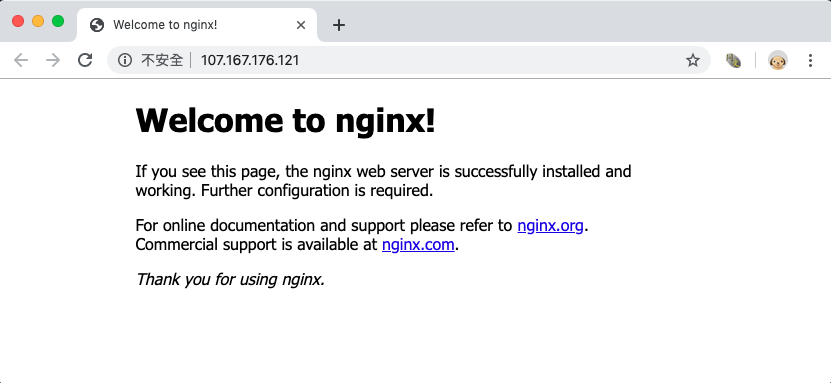 Welcome to nginx!
不安全 107.167.176.121
Welcome to nginx!
If you see this page, the nginx web server is successfully installed and
working. Further configuration is required.
For online documentation and support please refer to nginx.org.
Commercial support is available at nginx.com.
Thank you for using nginx.